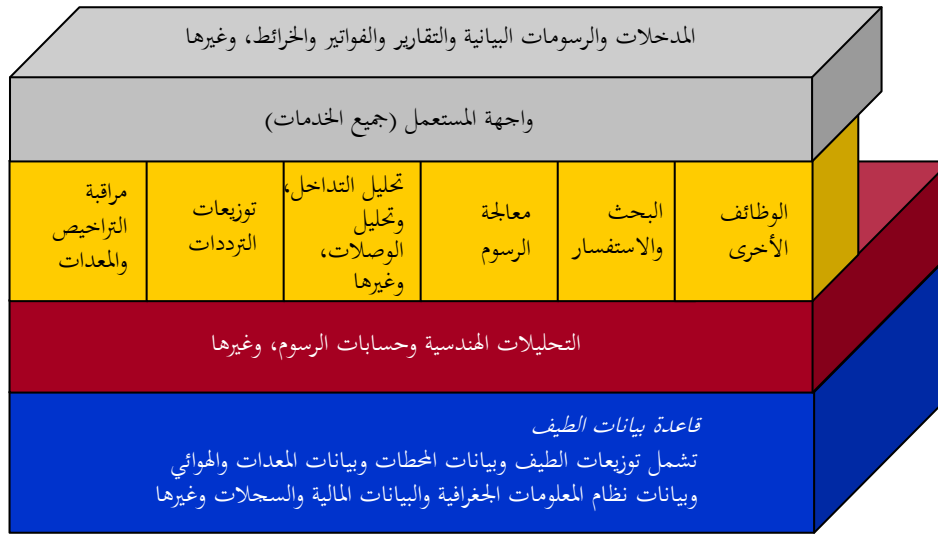 المدخلات والرسومات البيانية والتقارير والفواتير والخرائط، وغيرها
واجهة المستعمل (جميع الخدمات)
الوظائف
الأخرى
البحث
والاستفسار
معالجة
الرسوم
تحليل التداخل،
وتحليل
الوصلات،
وغيرها
توزيعات
الترددات
مراقبة
التراخيص
والمعدات
التحليلات الهندسية وحسابات الرسوم، وغيرها
قاعدة بيانات الطيف
تشمل توزيعات الطيف وبيانات المحطات وبيانات المعدات والهوائي
وبيانات نظام المعلومات الجغرافية والبيانات المالية والسجلات وغيرها